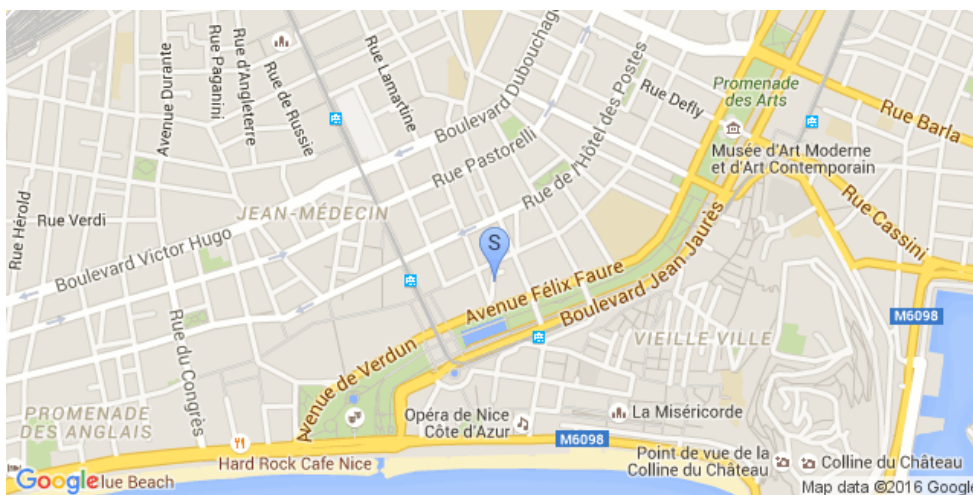 Avenue Durante
Rue Paganini
Rue d'Angleterre
Rue de Russie
Rue Lamartine
Boulevard Dubouchage
Rue Pastorelli
Rue de l'Hôtel des Postes
Rue Defly
Promenade
des Arts
Rue Barla
Musée d'Art Moderne
et d'Art Contemporain
Rue Cassini
Rue Hérold
Rue Verdi
JEAN-MÉDECIN
Boulevard Victor Hugo
S
Avenue Félix Faure
Boulevard Jean Jaurès
M6098
VIEILLE VILLE
Rue du Congrès
Avenue de Verdun
PROMENADE
DES ANGLAIS
Opéra de Nice
Côte d'Azur
La Miséricorde
M6098
Hard Rock Cafe Nice
Point de vue de la
Colline du Château
Colline du Château
Google
lue Beach
Map data ©2016 Google